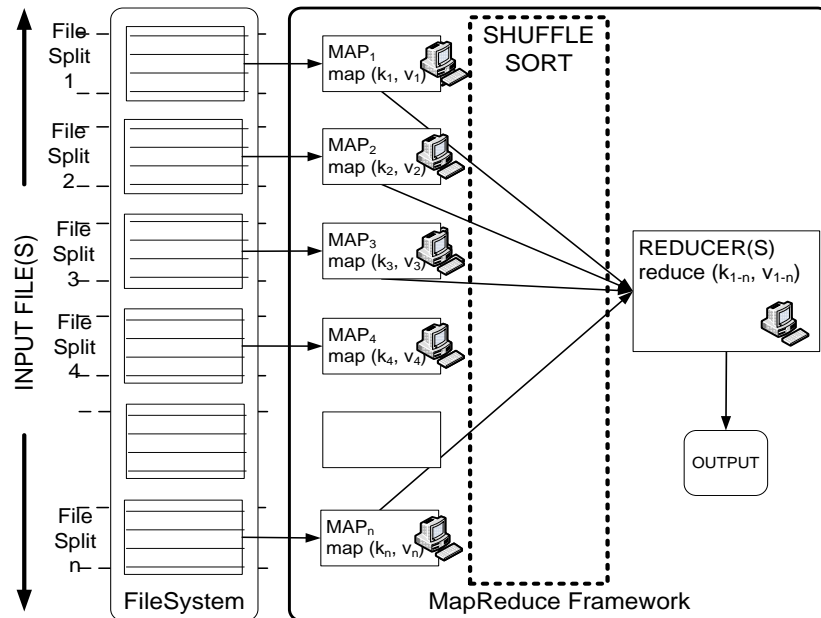 INPUT FILE(S)
File
Split
1
File
Split
2
File
Split
3
File
Split
4
File
Split
n
FileSystem
MAP₁
map (k₁, v₁)
MAP₂
map (k₂, v₂)
MAP₃
map (k₃, v₃)
MAP₄
map (k₄, v₄)
MAPₙ
map (kₙ, vₙ)
SHUFFLE
SORT
REDUCER(S)
reduce (k₁₋ₙ, v₁₋ₙ)
OUTPUT
MapReduce Framework